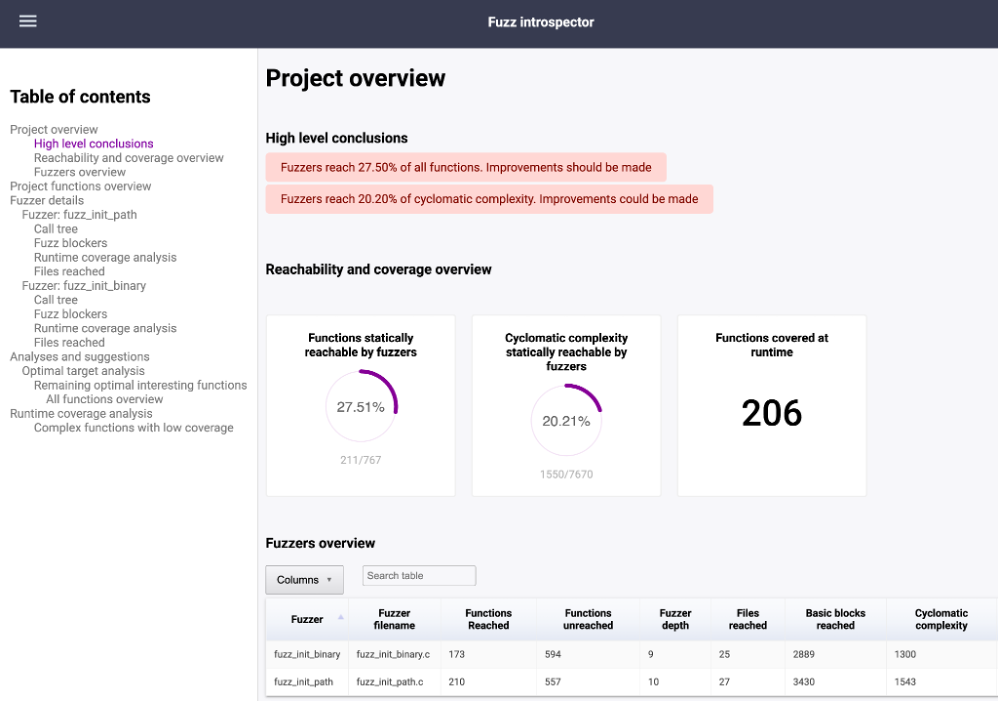 Fuzz introspector
Table of contents
Project overview
High level conclusions
Reachability and coverage overview
Fuzzers overview
Project functions overview
Fuzzer details
Fuzzer: fuzz_init_path
Call tree
Fuzz blockers
Runtime coverage analysis
Files reached
Fuzzer: fuzz_init_binary
Call tree
Fuzz blockers
Runtime coverage analysis
Files reached
Analyses and suggestions
Optimal target analysis
Remaining optimal interesting functions
All functions overview
Runtime coverage analysis
Complex functions with low coverage
Project overview
High level conclusions
Fuzzers reach 27.50% of all functions. Improvements should be made
Fuzzers reach 20.20% of cyclomatic complexity. Improvements could be made
Reachability and coverage overview
Functions statically
reachable by fuzzers
27.51%
211/767
Cyclomatic complexity
statically reachable by
fuzzers
20.21%
1550/7670
Functions covered at
runtime
206
Fuzzers overview
Columns
Search table
Fuzzer
Fuzzer
filename
Functions
Reached
Functions
unreached
Fuzzer
depth
Files
reached
Basic blocks
reached
Cyclomatic
complexity
fuzz_init_binary fuzz_init_binary.c 173 594 9 25 2889 1300
fuzz_init_path fuzz_init_path.c 210 557 10 27 3430 1543